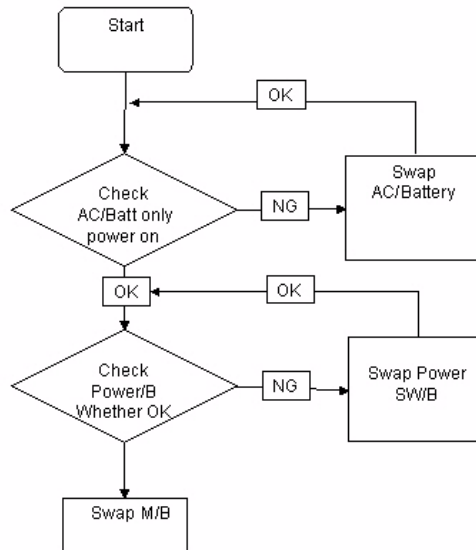 Start
OK
Swap
AC/Battery
Check
AC/Batt only
power on
NG
OK
OK
Check
Power/B
Whether OK
NG
Swap Power
SW/B
Swap M/B